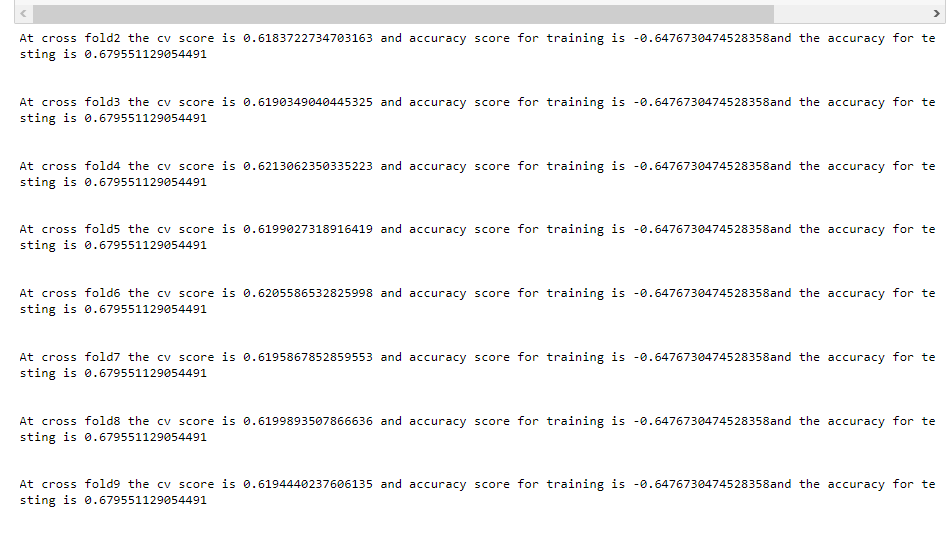 At cross fold2 the cv score is 0.6183722734703163 and accuracy score for training is -0.6476730474528358and the accuracy for te
sting is 0.679551129054491
At cross fold3 the cv score is 0.6190349040445325 and accuracy score for training is -0.6476730474528358and the accuracy for te
sting is 0.679551129054491
At cross fold4 the cv score is 0.6213062350335223 and accuracy score for training is -0.6476730474528358and the accuracy for te
sting is 0.679551129054491
At cross fold5 the cv score is 0.6199027318916419 and accuracy score for training is -0.6476730474528358and the accuracy for te
sting is 0.679551129054491
At cross fold6 the cv score is 0.6205586532825998 and accuracy score for training is -0.6476730474528358and the accuracy for te
sting is 0.679551129054491
At cross fold7 the cv score is 0.6195867852859553 and accuracy score for training is -0.6476730474528358and the accuracy for te
sting is 0.679551129054491
At cross fold8 the cv score is 0.6199893507866636 and accuracy score for training is -0.6476730474528358and the accuracy for te
sting is 0.679551129054491
At cross fold9 the cv score is 0.6194440237606135 and accuracy score for training is -0.6476730474528358and the accuracy for te
sting is 0.679551129054491